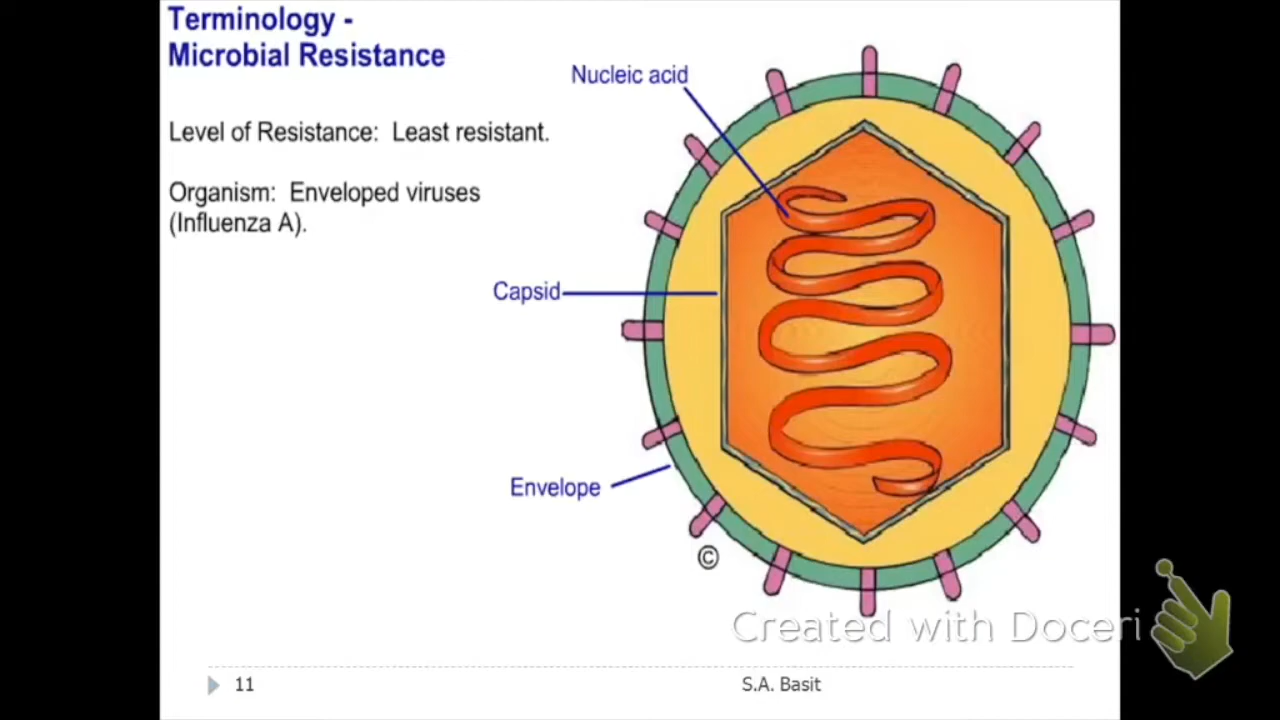 Terminology -
Microbial Resistance
Nucleic acid
Level of Resistance:  Least resistant.
Organism:  Enveloped viruses
(Influenza A).
Capsid
Envelope
©
Created with Doceri
11
S.A. Basit